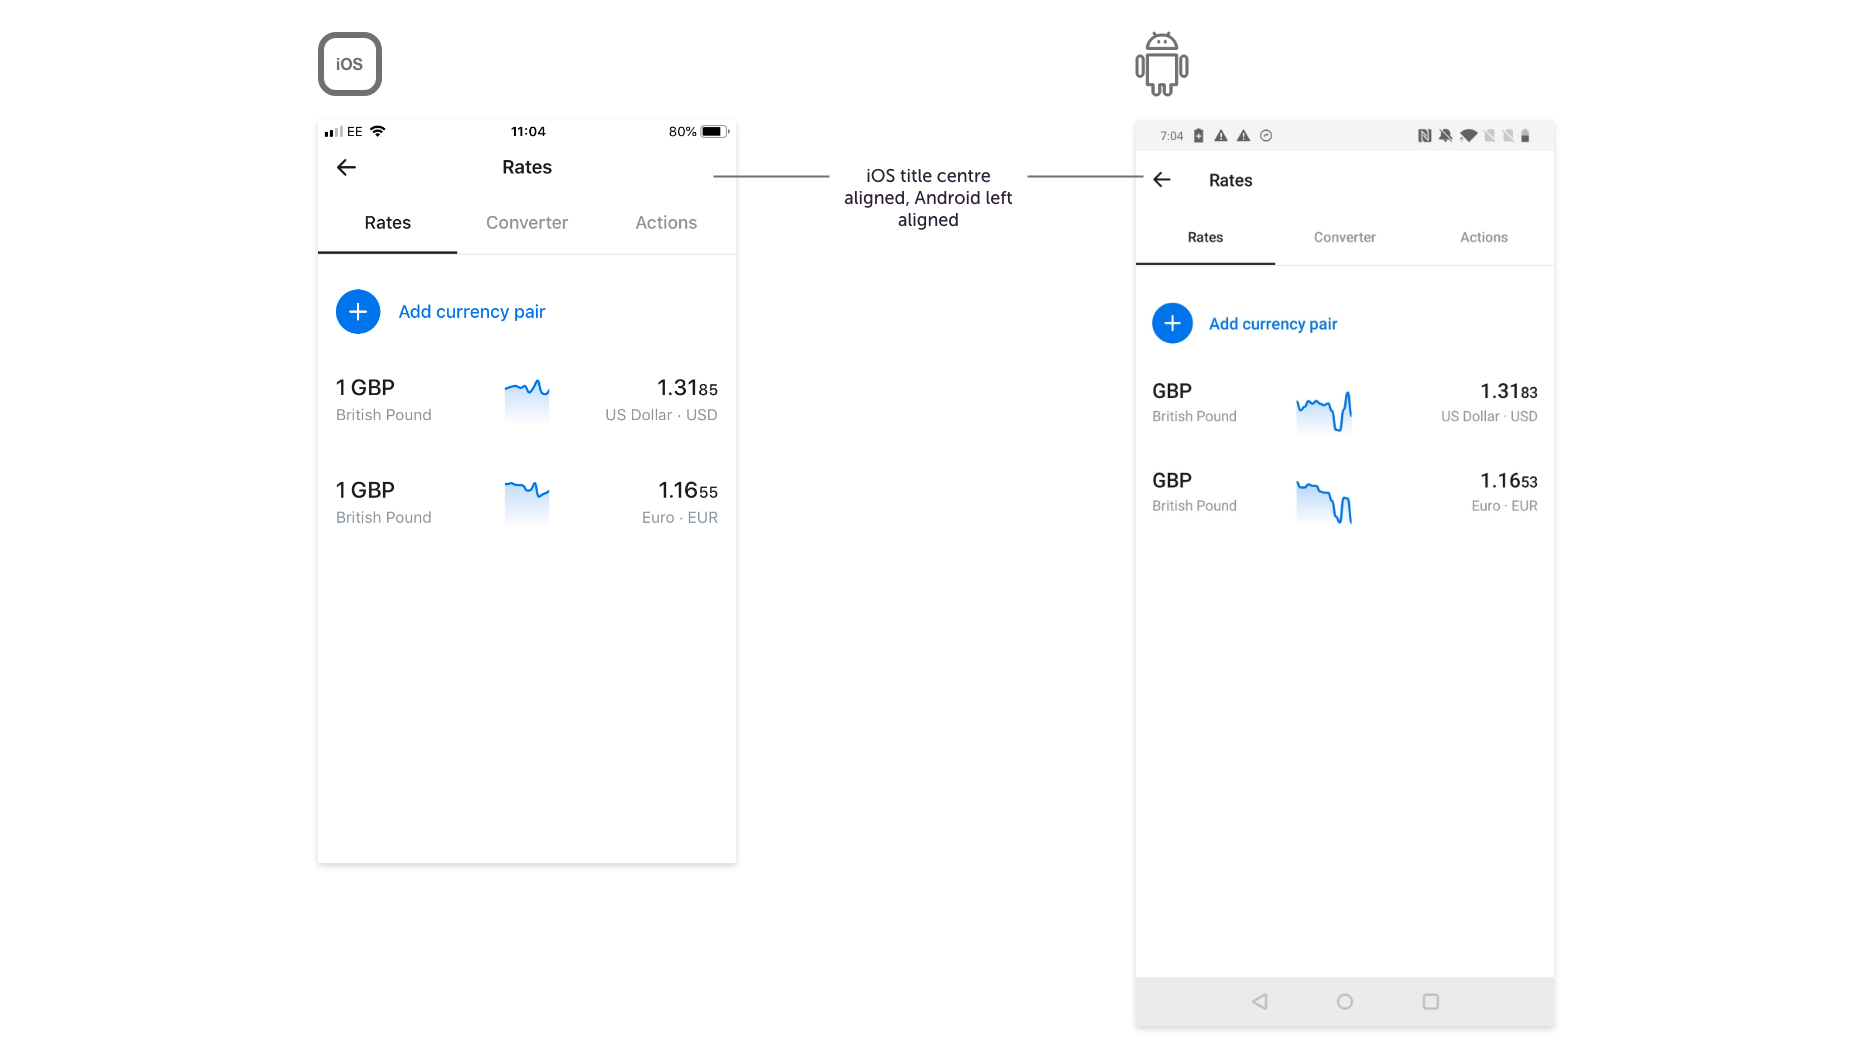 iOS
EE 11:04 80%
Rates
Rates Converter Actions
Add currency pair
1 GBP 1.3185
British Pound US Dollar · USD
1 GBP 1.1655
British Pound Euro · EUR
iOS title centre
aligned, Android left
aligned
7:04
Rates
Rates Converter Actions
Add currency pair
GBP 1.3183
British Pound US Dollar · USD
GBP 1.1653
British Pound Euro · EUR